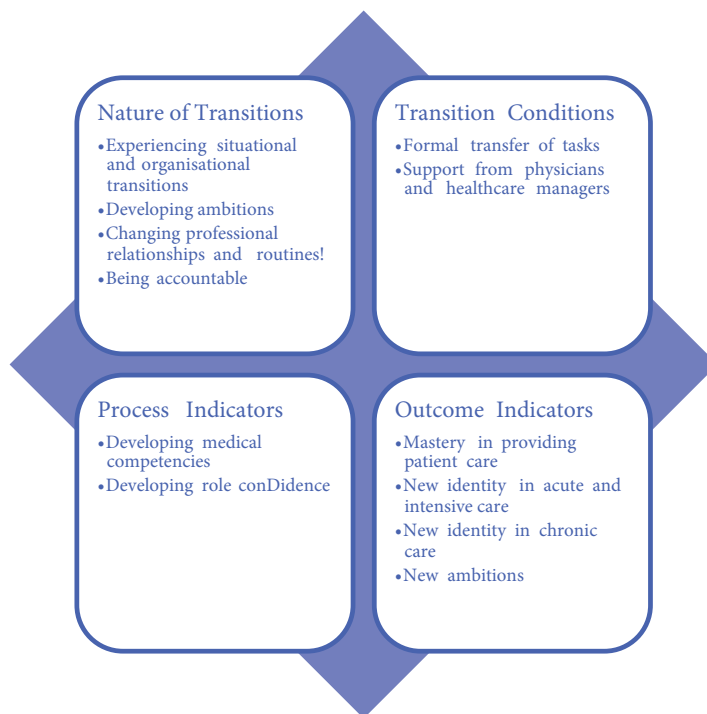 Nature of Transitions
•Experiencing situational
and organisational
transitions
•Developing ambitions
•Changing professional
relationships and routines!
•Being accountable
Transition Conditions
•Formal transfer of tasks
•Support from physicians
and healthcare managers
Process Indicators
•Developing medical
competencies
•Developing role conDidence
Outcome Indicators
•Mastery in providing
patient care
•New identity in acute and
intensive care
•New identity in chronic
care
•New ambitions